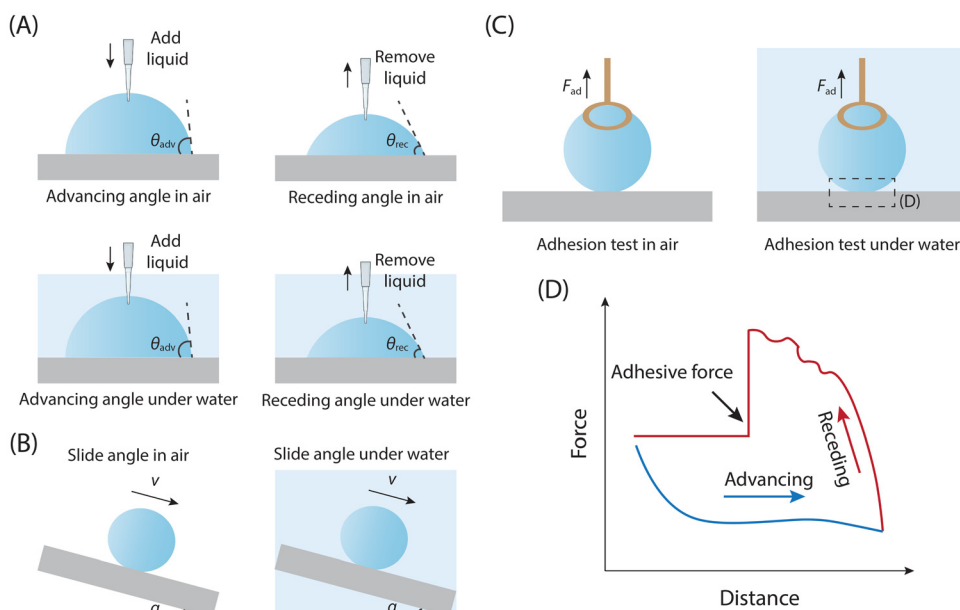 (A)
Add
liquid
θadv
Advancing angle in air
Remove
liquid
θrec
Receding angle in air
Add
liquid
θadv
Advancing angle under water
Remove
liquid
θrec
Receding angle under water
(B)
Slide angle in air
v
Slide angle under water
v
(C)
Fad
Adhesion test in air
Fad
(D)
Adhesion test under water
(D)
Adhesive force
Receding
Advancing
Force
Distance